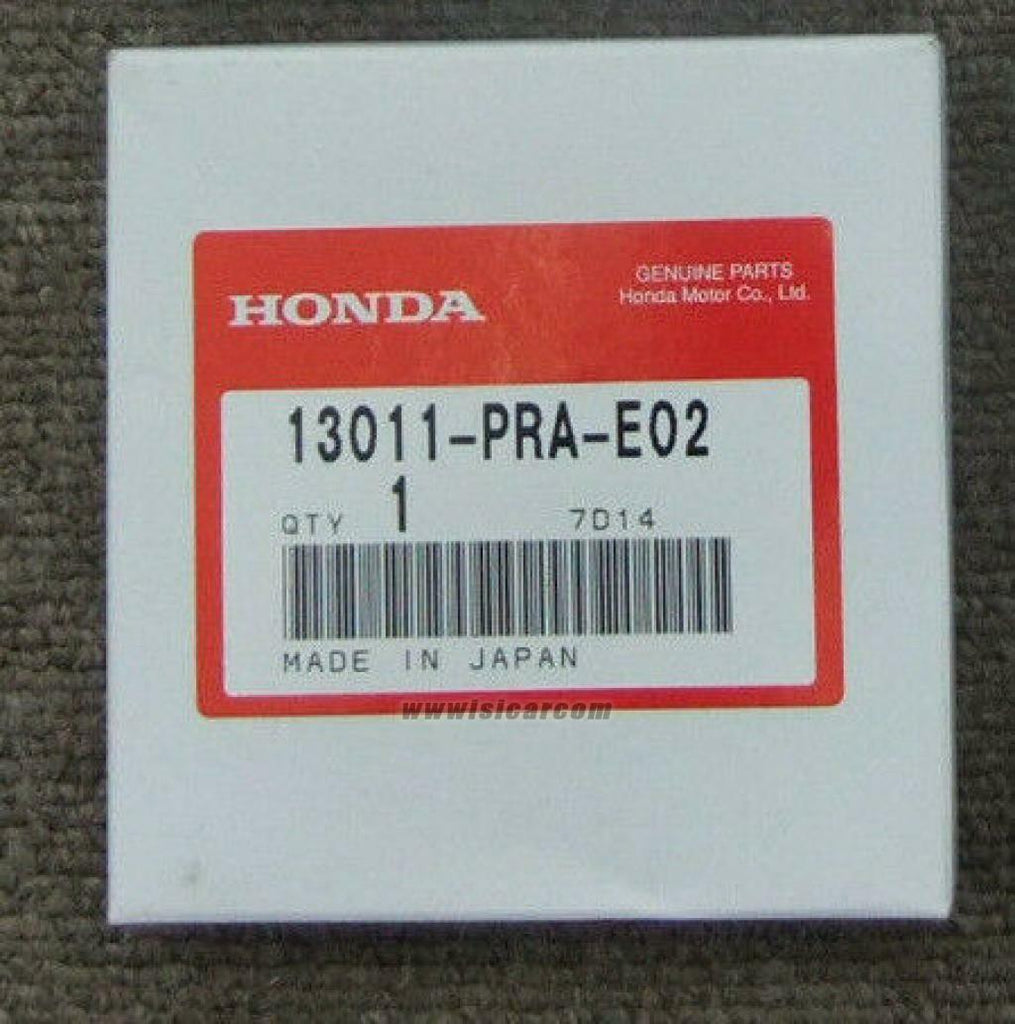 HONDA
GENUINE PARTS
Honda Motor Co., Ltd.
13011-PRA-E02
QTY 1 7D14
MADE IN JAPAN
wwwisicarcom